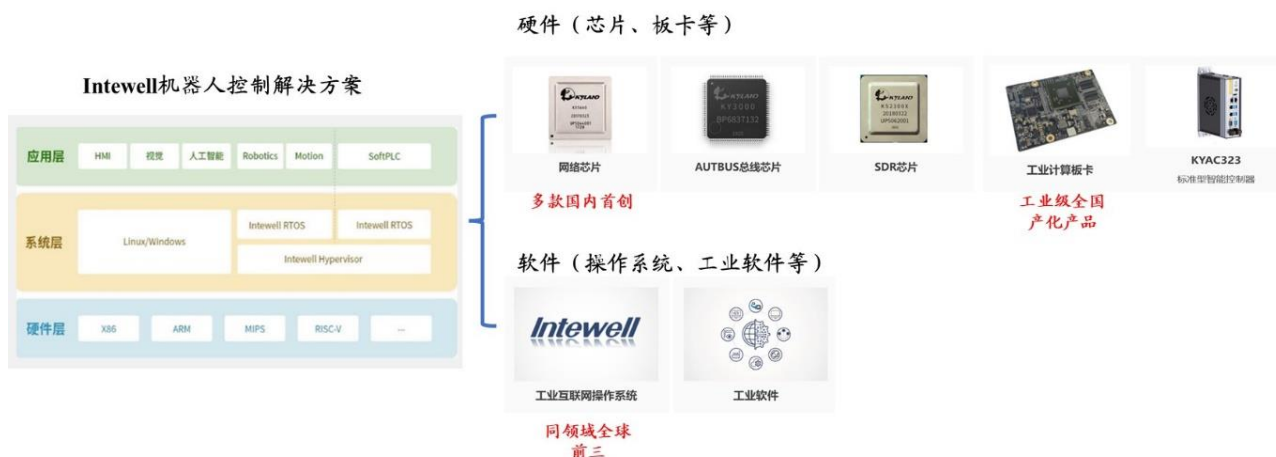 硬件（芯片、板卡等）
Intewell机器人控制解决方案
应用层
HMI
视觉
人工智能
Robotics
Motion
SoftPLC
系统层
Linux/Windows
Intewell RTOS
Intewell RTOS
Intewell Hypervisor
硬件层
X86
ARM
MIPS
RISC-V
...
KYLAND
网络芯片
多款国内首创
KYLAND
KY3000
AUTBUS总线芯片
KYLAND
SDR芯片
工业计算板卡
工业级全国
产化产品
KYAC323
标准型智能控制器
软件（操作系统、工业软件等）
Intewell
工业互联网操作系统
同领域全球
前三
工业软件